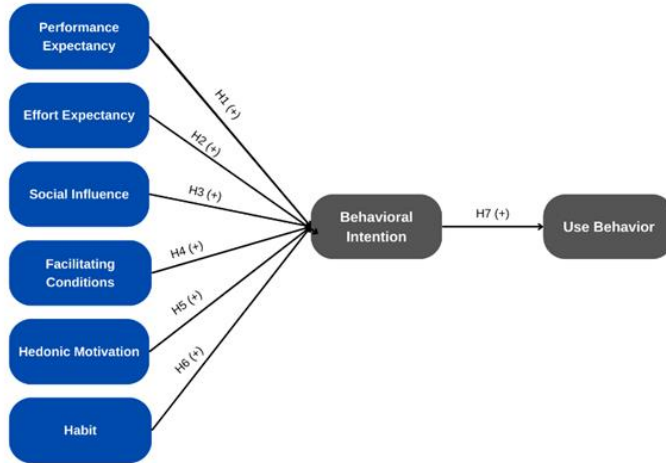 Performance
Expectancy
H1 (+)
Effort Expectancy
H2 (+)
Social Influence
H3 (+)
Behavioral
Intention
H7 (+)
Use Behavior
Facilitating
Conditions
H4 (+)
Hedonic Motivation
H5 (+)
Habit
H6 (+)